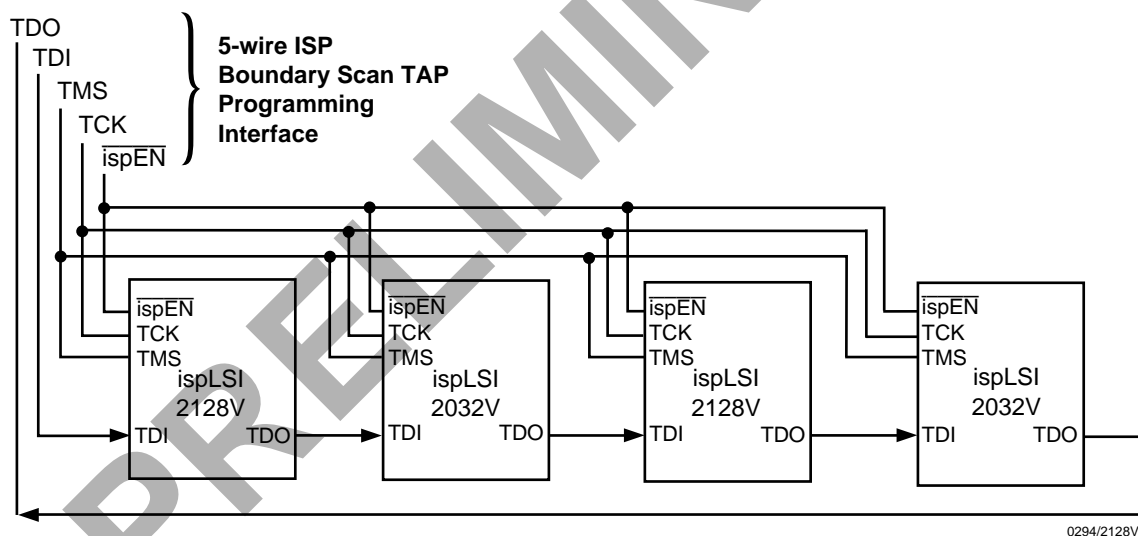 TDO
TDI
TMS
TCK
ispEN
5-wire ISP
Boundary Scan TAP
Programming
Interface
ispEN
TCK
TMS
ispLSI
2128V
TDI TDO
ispEN
TCK
TMS
ispLSI
2032V
TDI TDO
ispEN
TCK
TMS
ispLSI
2128V
TDI TDO
ispEN
TCK
TMS
ispLSI
2032V
TDI TDO
0294/2128V
PRELIMIN